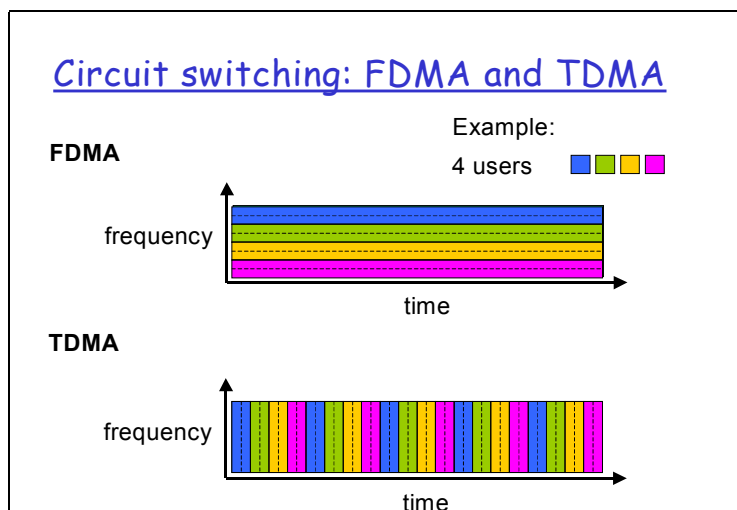 Circuit switching: FDMA and TDMA
Example:
FDMA
4 users
frequency
time
TDMA
frequency
time